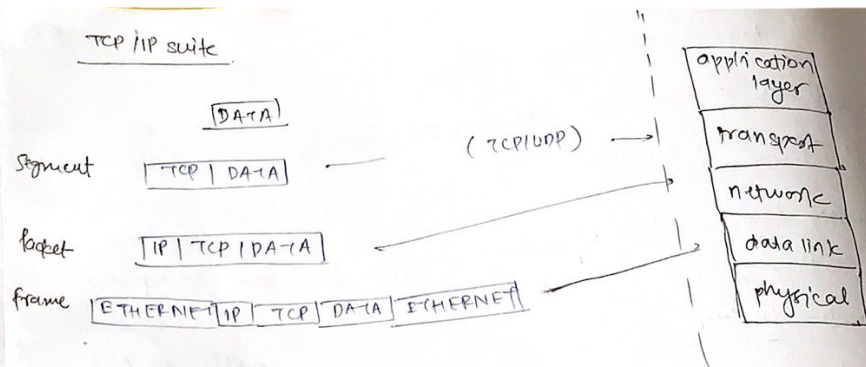 TCP/IP suite
DATA
Segment TCP | DATA (TCP/UDP)
Packet IP | TCP | DATA
frame ETHERNET | IP | TCP | DATA | ETHERNET
application
layer
transport
network
data link
physical